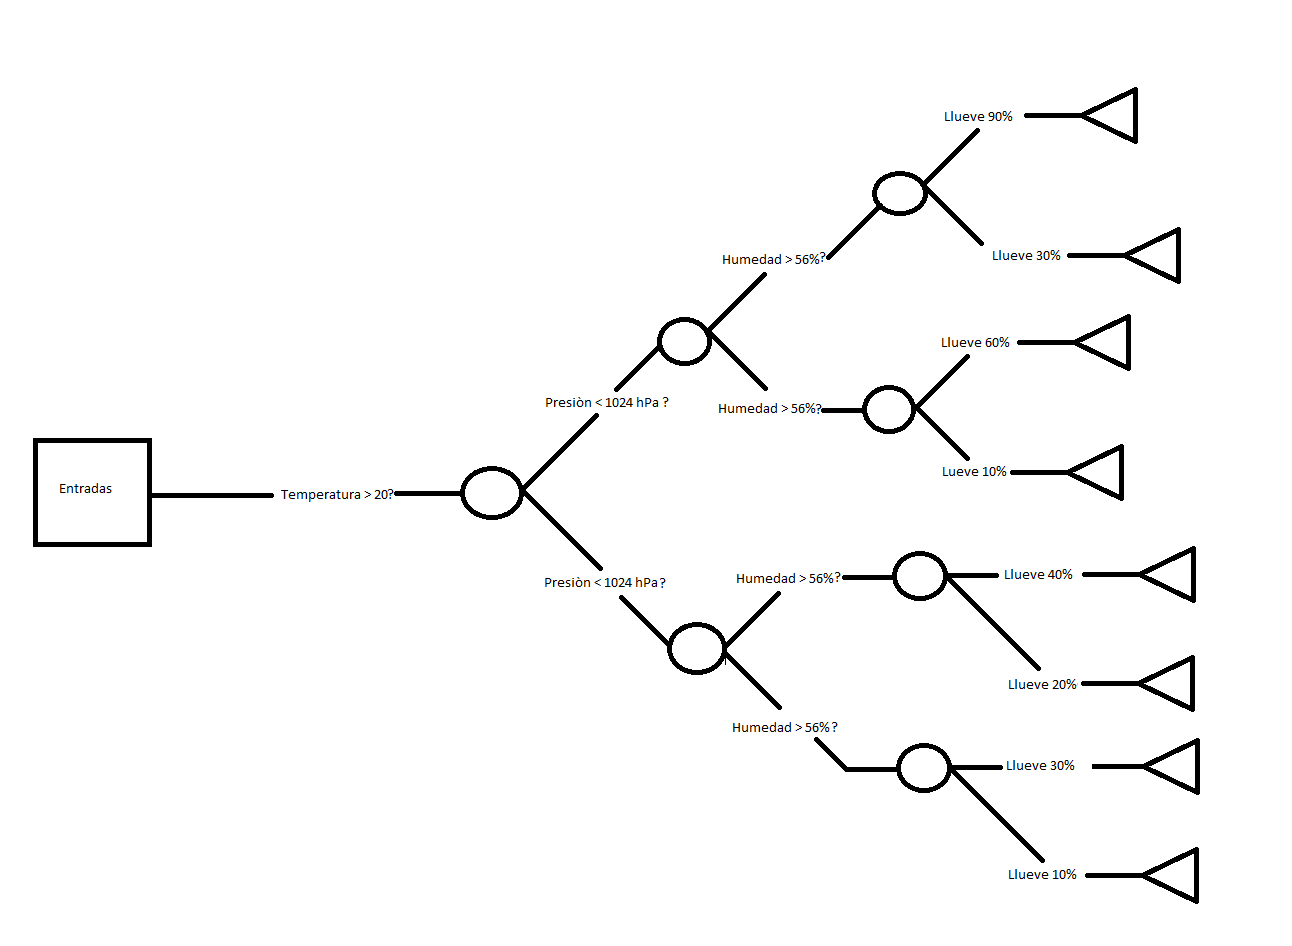 Llueve 90%
Llueve 30%
Humedad > 56%?
Llueve 60%
Presiòn < 1024 hPa ?
Humedad > 56%?
Lueve 10%
Entradas
Temperatura > 20?
Presiòn < 1024 hPa?
Humedad > 56%?
Llueve 40%
Llueve 20%
Humedad > 56%?
Llueve 30%
Llueve 10%